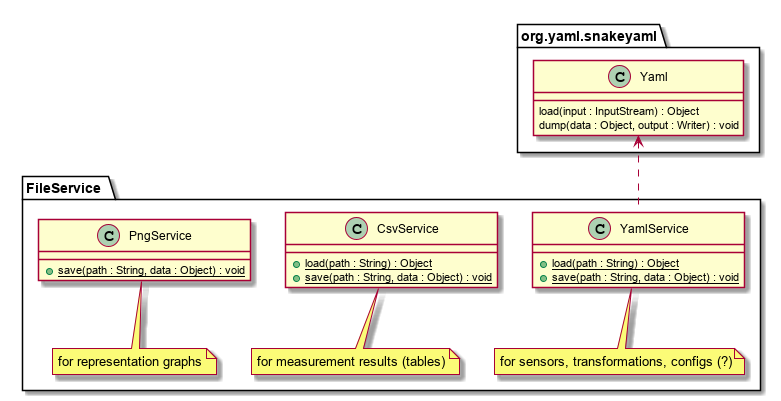 org.yaml.snakeyaml
C Yaml
load(input : InputStream) : Object
dump(data : Object, output : Writer) : void
FileService
C PngService
save(path : String, data : Object) : void
for representation graphs
C CsvService
load(path : String) : Object
save(path : String, data : Object) : void
for measurement results (tables)
C YamlService
load(path : String) : Object
save(path : String, data : Object) : void
for sensors, transformations, configs (?)